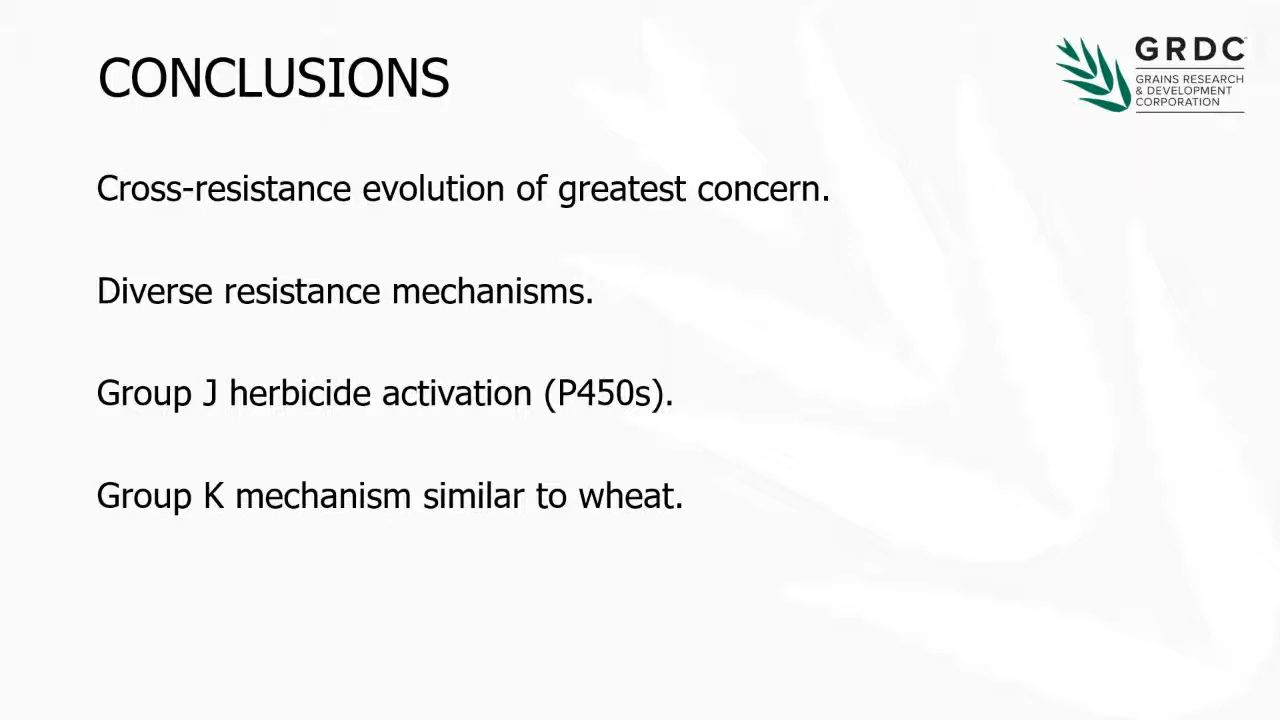 CONCLUSIONS
GRDC
GRAINS RESEARCH
& DEVELOPMENT
CORPORATION
Cross-resistance evolution of greatest concern.
Diverse resistance mechanisms.
Group J herbicide activation (P450s).
Group K mechanism similar to wheat.